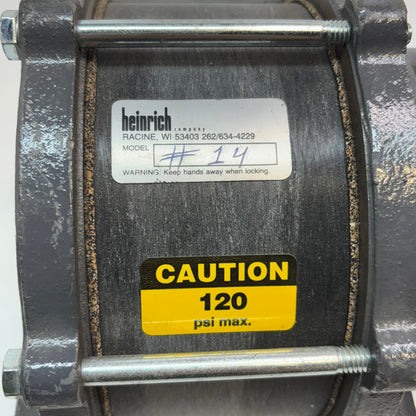 heinrich
company
RACINE, WI 53403 262/634-4229
MODEL # 14
WARNING: Keep hands away when locking.
CAUTION
120
psi max.